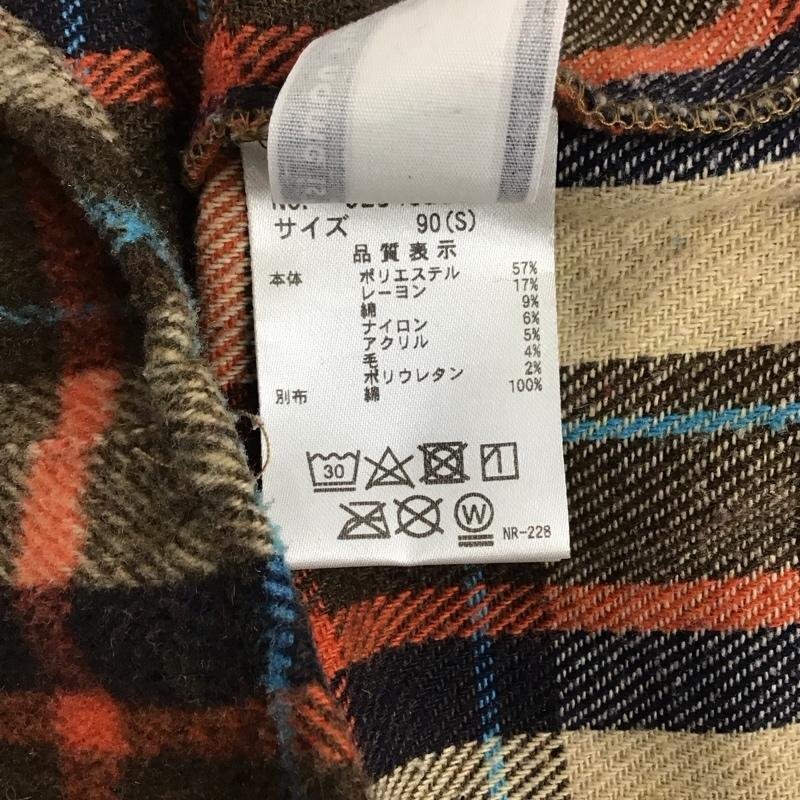 サイズ 90(S)
品質表示
本体 ポリエステル 57%
レーヨン 17%
綿 9%
ナイロン 6%
アクリル 5%
毛 4%
ポリウレタン 2%
別布 綿 100%
30
W
NR-228